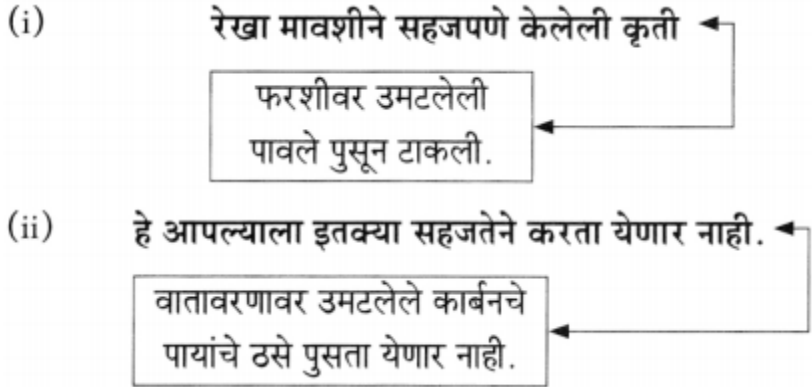 (i) रेखा मावशीने सहजपणे केलेली कृती
फरशीवर उमटलेली
पावले पुसून टाकली.
(ii) हे आपल्याला इतक्या सहजतेने करता येणार नाही.
वातावरणावर उमटलेले कार्बनचे
पायांचे ठसे पुसता येणार नाही.